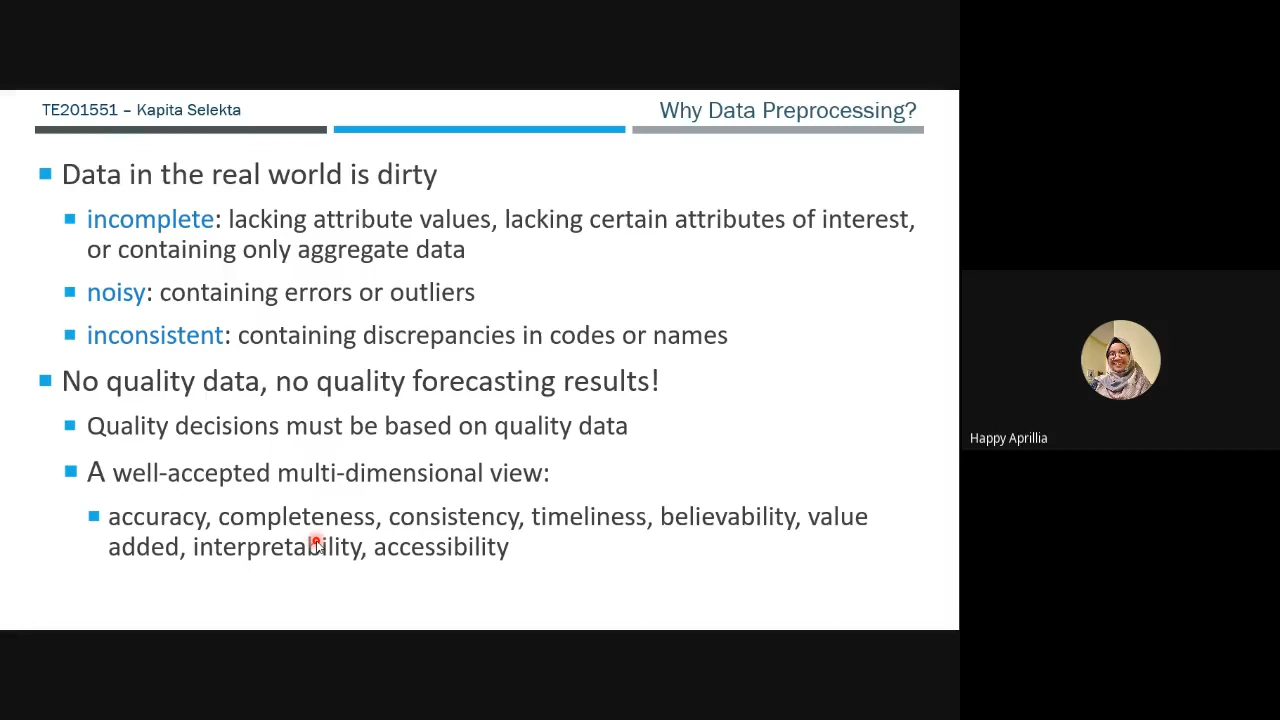 TE201551 – Kapita Selekta
Why Data Preprocessing?
Data in the real world is dirty
incomplete: lacking attribute values, lacking certain attributes of interest,
or containing only aggregate data
noisy: containing errors or outliers
inconsistent: containing discrepancies in codes or names
No quality data, no quality forecasting results!
Quality decisions must be based on quality data
A well-accepted multi-dimensional view:
accuracy, completeness, consistency, timeliness, believability, value
added, interpretability, accessibility
Happy Aprillia